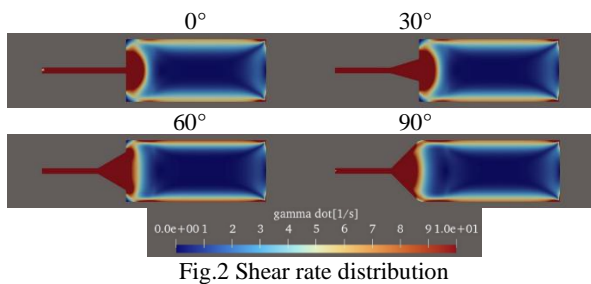 0° 30°
60° 90°
gamma dot[1/s]
0.0e+00 1 2 3 4 5 6 7 8 9 1.0e+01
Fig.2 Shear rate distribution